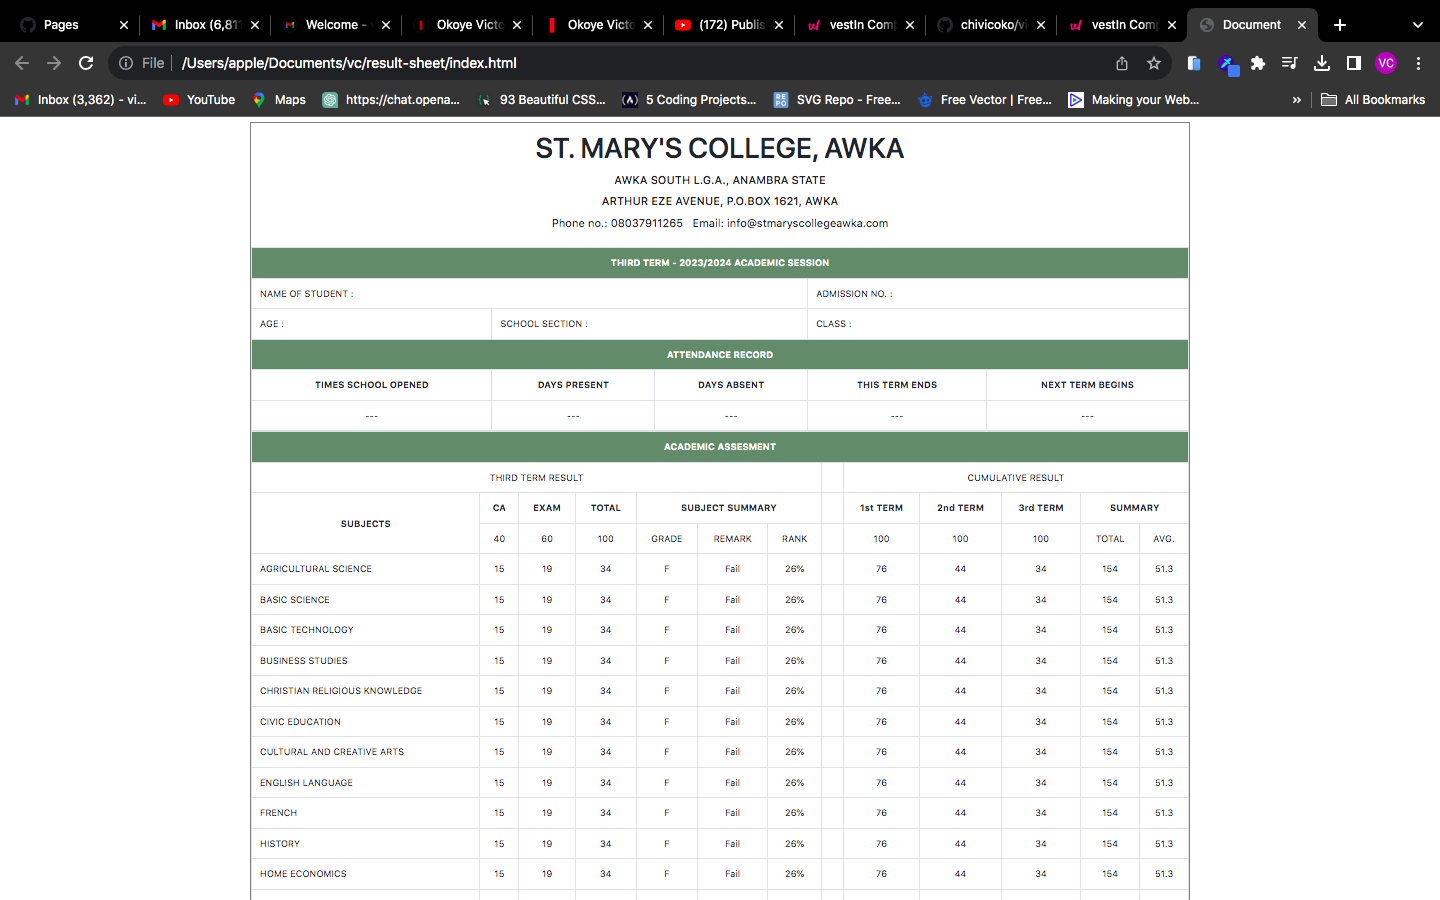 Pages
Inbox (6,811
Welcome -
Okoye Victo
Okoye Victo
(172) Publis
vestIn Comp
chivicoko/vi
vestIn Comp
Document
File
/Users/apple/Documents/vc/result-sheet/index.html
VC
Inbox (3,362) - vi...
YouTube
Maps
https://chat.opena...
93 Beautiful CSS...
5 Coding Projects...
SVG Repo - Free...
Free Vector | Free...
Making your Web...
»
All Bookmarks
ST. MARY'S COLLEGE, AWKA
AWKA SOUTH L.G.A., ANAMBRA STATE
ARTHUR EZE AVENUE, P.O.BOX 1621, AWKA
Phone no.: 08037911265 Email: info@stmaryscollegeawka.com
THIRD TERM - 2023/2024 ACADEMIC SESSION
NAME OF STUDENT : ADMISSION NO. :
AGE : SCHOOL SECTION : CLASS :
ATTENDANCE RECORD
TIMES SCHOOL OPENED DAYS PRESENT DAYS ABSENT THIS TERM ENDS NEXT TERM BEGINS
--- --- --- --- ---
ACADEMIC ASSESMENT
THIRD TERM RESULT CUMULATIVE RESULT
SUBJECTS CA EXAM TOTAL SUBJECT SUMMARY 1st TERM 2nd TERM 3rd TERM SUMMARY
40 60 100 GRADE REMARK RANK 100 100 100 TOTAL AVG.
AGRICULTURAL SCIENCE 15 19 34 F Fail 26% 76 44 34 154 51.3
BASIC SCIENCE 15 19 34 F Fail 26% 76 44 34 154 51.3
BASIC TECHNOLOGY 15 19 34 F Fail 26% 76 44 34 154 51.3
BUSINESS STUDIES 15 19 34 F Fail 26% 76 44 34 154 51.3
CHRISTIAN RELIGIOUS KNOWLEDGE 15 19 34 F Fail 26% 76 44 34 154 51.3
CIVIC EDUCATION 15 19 34 F Fail 26% 76 44 34 154 51.3
CULTURAL AND CREATIVE ARTS 15 19 34 F Fail 26% 76 44 34 154 51.3
ENGLISH LANGUAGE 15 19 34 F Fail 26% 76 44 34 154 51.3
FRENCH 15 19 34 F Fail 26% 76 44 34 154 51.3
HISTORY 15 19 34 F Fail 26% 76 44 34 154 51.3
HOME ECONOMICS 15 19 34 F Fail 26% 76 44 34 154 51.3